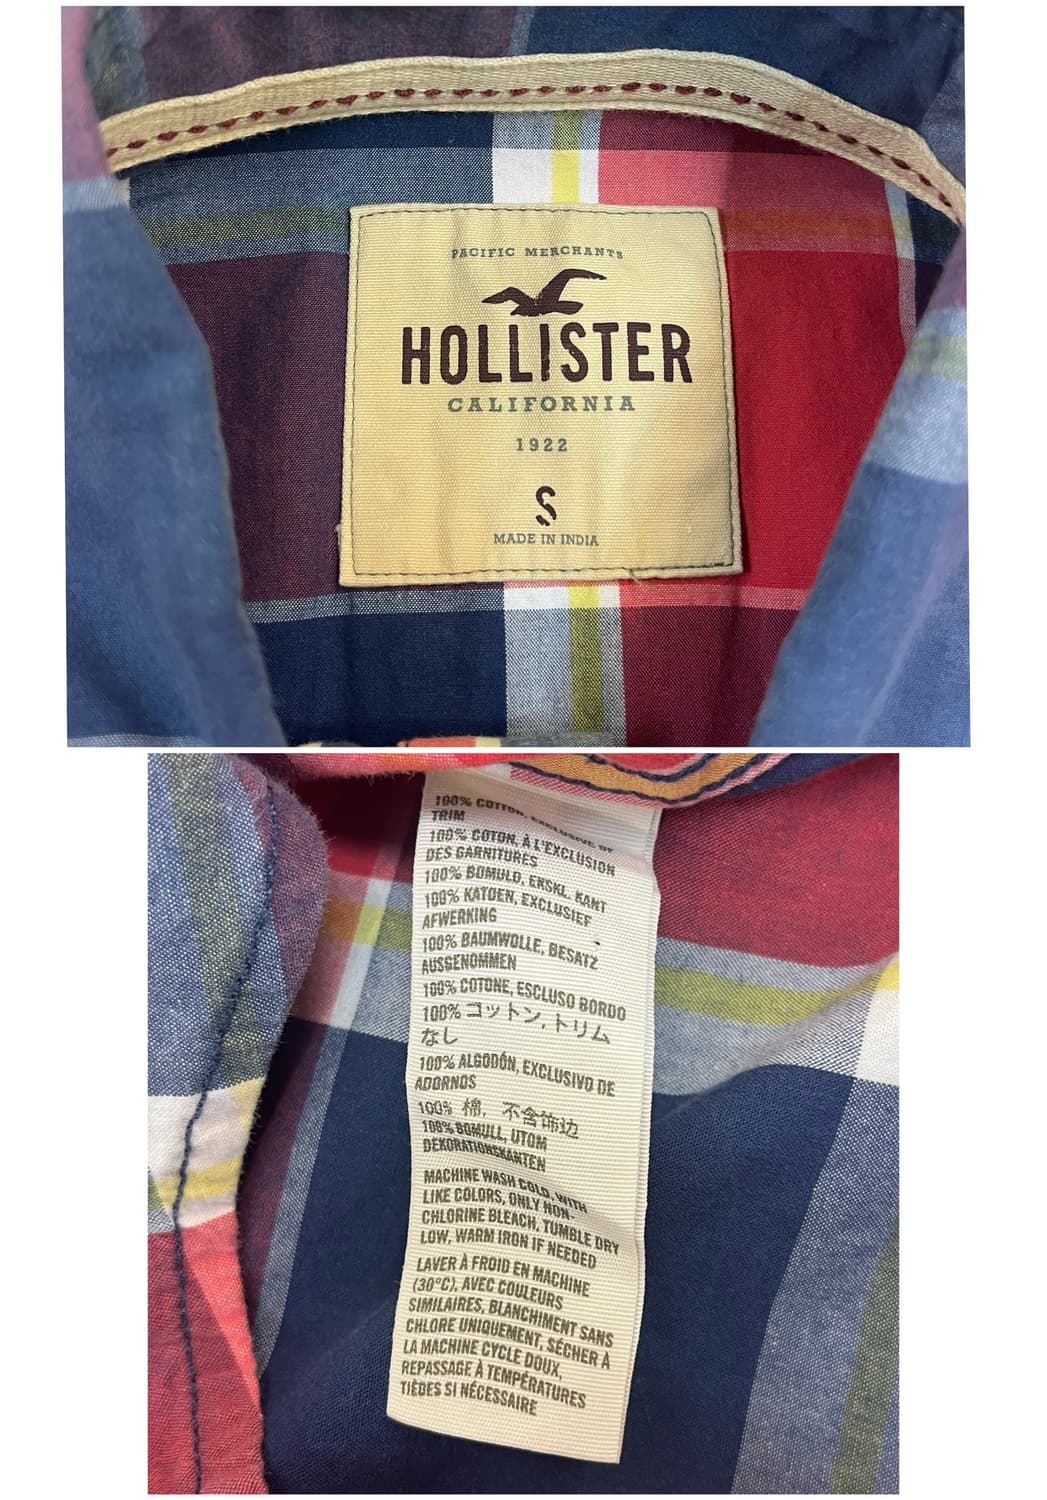 PACIFIC MERCHANTS
HOLLISTER
CALIFORNIA
1922
S
MADE IN INDIA
100% COTTON, EXCLUSIVE OF
TRIM
100% COTON, À L'EXCLUSION
DES GARNITURES
100% BOMULD, EKSKL. KANT
100% KATOEN, EXCLUSIEF
AFWERKING
100% BAUMWOLLE, BESATZ
AUSGENOMMEN
100% COTONE, ESCLUSO BORDO
100% コットン, トリム
なし
100% ALGODÓN, EXCLUSIVO DE
ADORNOS
100% 棉, 不含饰边
100% BOMULL, UTOM
DEKORATIONSKANTEN
MACHINE WASH COLD, WITH
LIKE COLORS, ONLY NON-
CHLORINE BLEACH, TUMBLE DRY
LOW, WARM IRON IF NEEDED
LAVER À FROID EN MACHINE
(30°C), AVEC COULEURS
SIMILAIRES, BLANCHIMENT SANS
CHLORE UNIQUEMENT, SÉCHER À
LA MACHINE CYCLE DOUX,
REPASSAGE À TEMPÉRATURES
TIÈDES SI NÉCESSAIRE